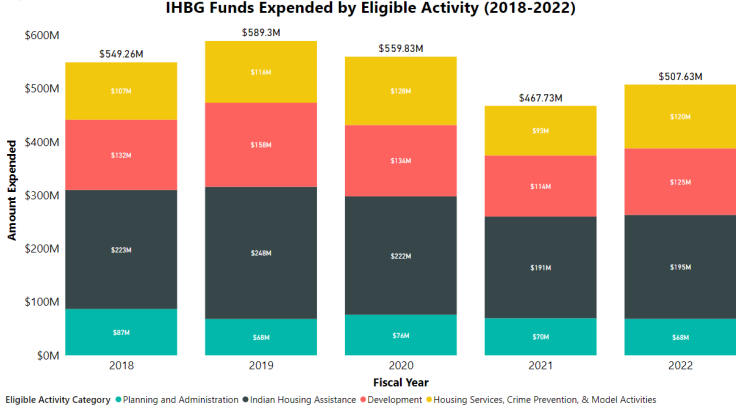 IHBG Funds Expended by Eligible Activity (2018-2022)
Amount Expended
$600M
$500M
$400M
$300M
$200M
$100M
$0M
$549.26M
$107M
$132M
$223M
$87M
$589.3M
$116M
$158M
$248M
$68M
$559.83M
$128M
$134M
$222M
$76M
$467.73M
$93M
$114M
$191M
$70M
$507.63M
$120M
$125M
$195M
$68M
2018 2019 2020 2021 2022
Fiscal Year
Eligible Activity Category Planning and Administration Indian Housing Assistance Development Housing Services, Crime Prevention, & Model Activities